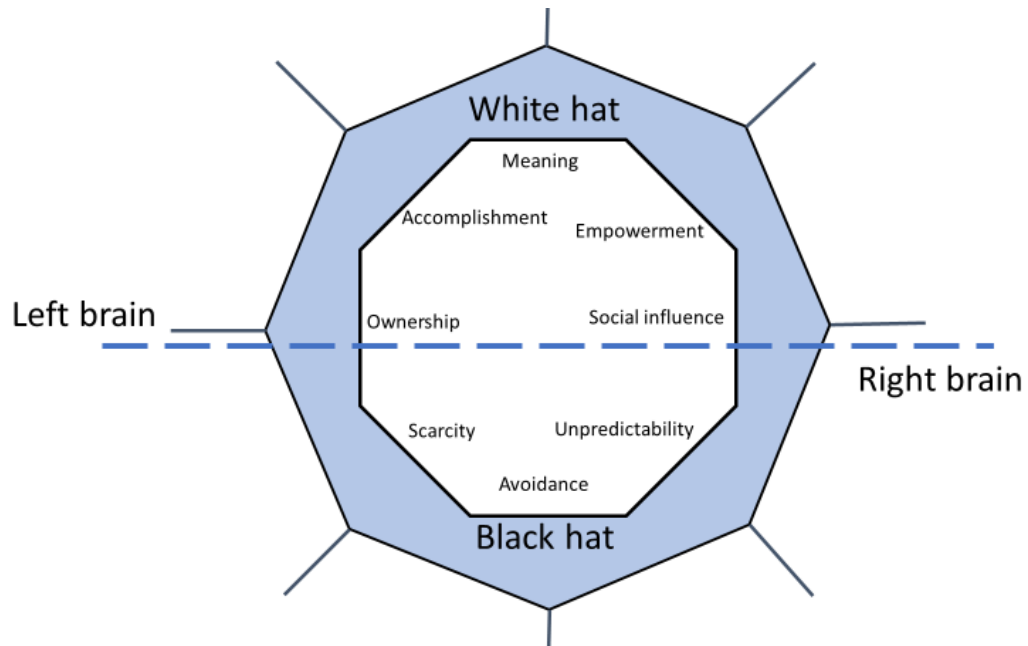 White hat
Meaning
Accomplishment
Empowerment
Left brain
Ownership
Social influence
Right brain
Scarcity
Unpredictability
Avoidance
Black hat